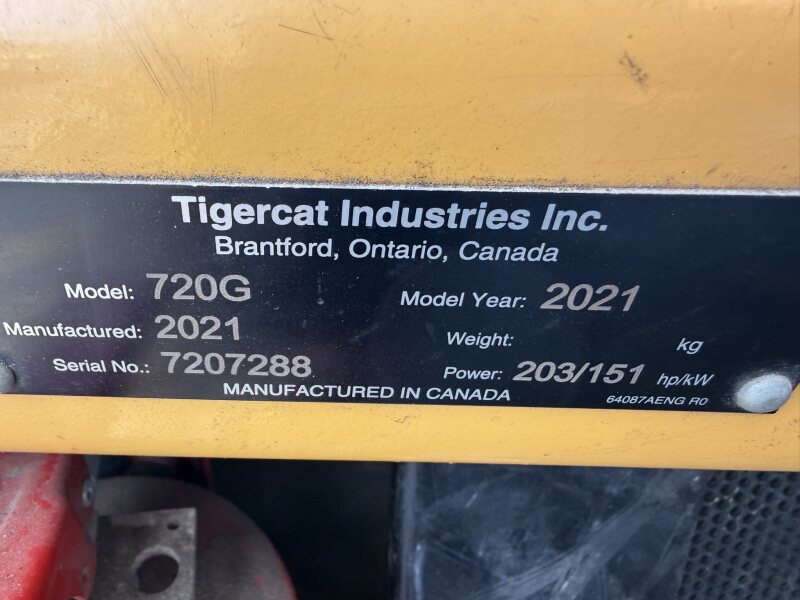 Tigercat Industries Inc.
Brantford, Ontario, Canada
Model: 720G Model Year: 2021
Manufactured: 2021 Weight: kg
Serial No.: 7207288 Power: 203/151 hp/kW
MANUFACTURED IN CANADA 64087AENG R0